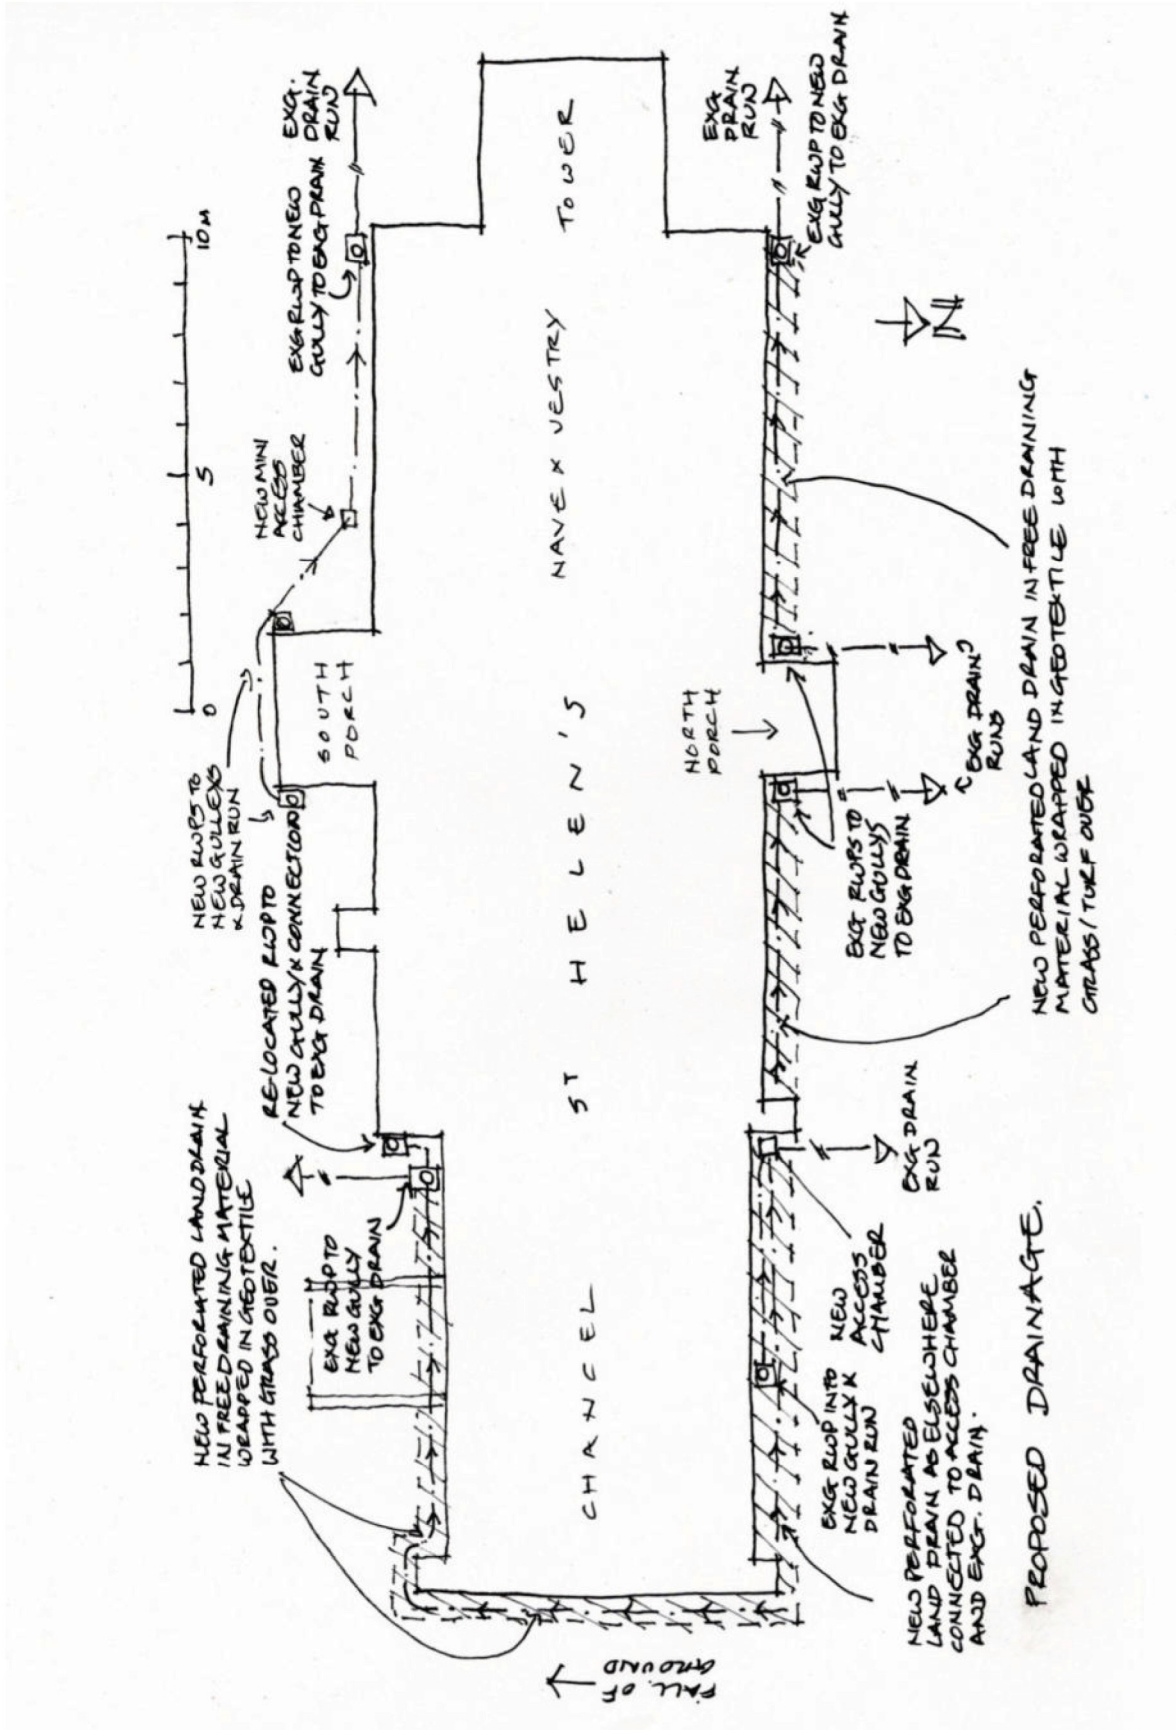 0
5
10M
NEW PERFORATED LAND DRAIN
IN FREE DRAINING MATERIAL
WRAPPED IN GEOTEXTILE
WITH GRASS OVER.
RE-LOCATED RWP TO
NEW GULLY & CONNECTION
TO EXG DRAIN
NEW RWPS TO
NEW GULLEYS
& DRAIN RUN
NEW MINI
ACCESS
CHAMBER
EXG RWP TO NEW
GULLY TO EXG DRAIN
EXG.
DRAIN
RUN
EXG RWP TO
NEW GULLY
TO EXG DRAIN
SOUTH
PORCH
CHANCEL
ST HELEN'S
NAVE & VESTRY
TOWER
FALL OF
GROUND
NORTH
PORCH
EXG
DRAIN
RUN
EXG RWP TO NEW
GULLY TO EXG DRAIN
N
EXG RWP INTO
NEW GULLY &
DRAIN RUN
NEW
ACCESS
CHAMBER
EXG DRAIN
RUN
EXG RWPS TO
NEW GULLYS
TO EXG DRAIN
EXG DRAIN
RUNS
NEW PERFORATED
LAND DRAIN AS ELSEWHERE
CONNECTED TO ACCESS CHAMBER
AND EXG. DRAIN.
NEW PERFORATED LAND DRAIN IN FREE DRAINING
MATERIAL WRAPPED IN GEOTEXTILE WITH
GRASS/TURF OVER
PROPOSED DRAINAGE.